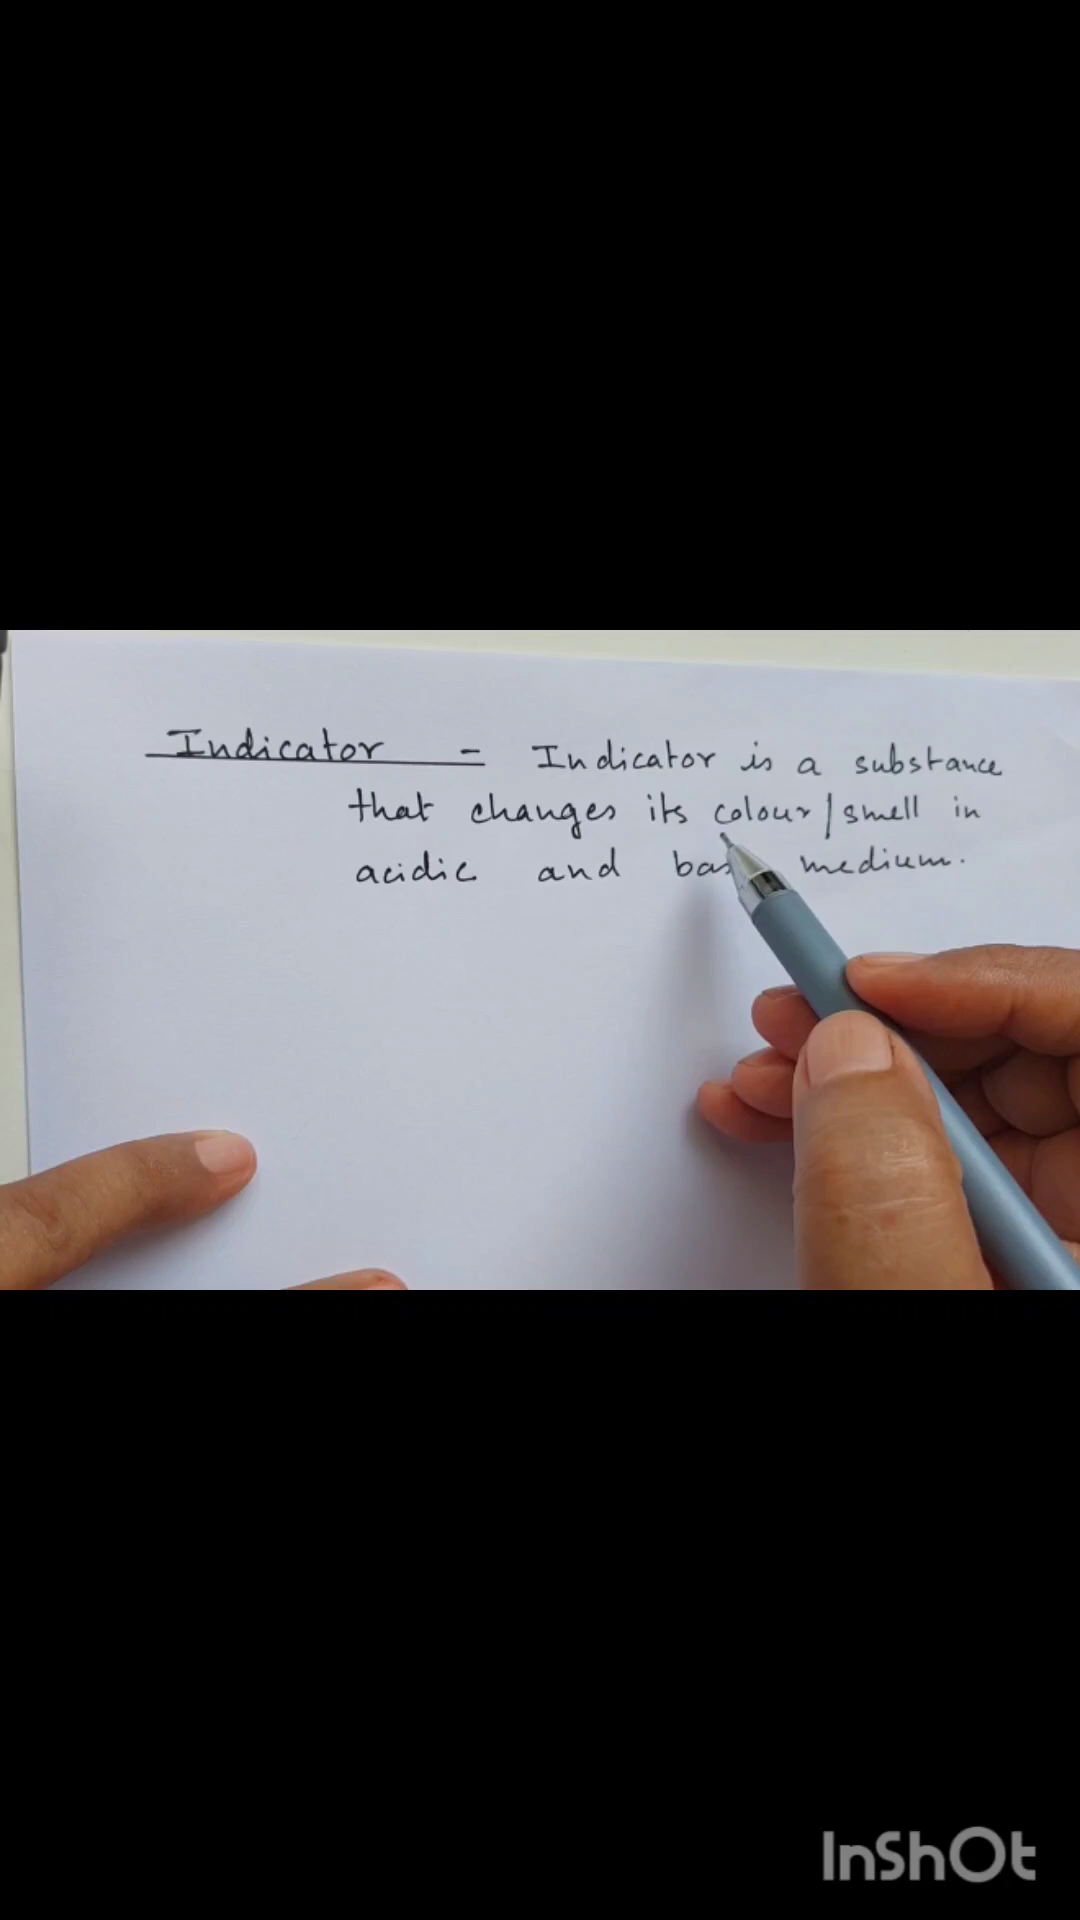 Indicator - Indicator is a substance
that changes its colour/smell in
acidic and medium.
InShOt